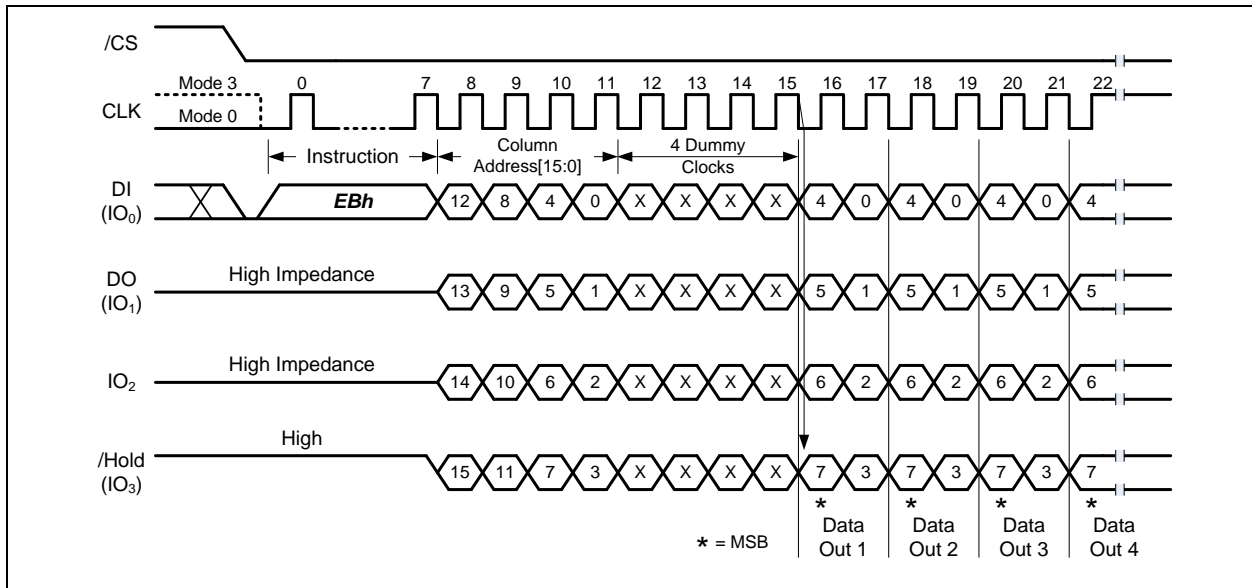 /CS
Mode 3 0 7 8 9 10 11 12 13 14 15 16 17 18 19 20 21 22
CLK
Mode 0
Instruction
Column
Address[15:0]
4 Dummy
Clocks
DI
(IO0)
EBh 12 8 4 0 X X X X 4 0 4 0 4 0 4
High Impedance
DO
(IO1)
13 9 5 1 X X X X 5 1 5 1 5 1 5
High Impedance
IO2
14 10 6 2 X X X X 6 2 6 2 6 2 6
High
/Hold
(IO3)
15 11 7 3 X X X X 7 3 7 3 7 3 7
* * * *
* = MSB
Data
Out 1
Data
Out 2
Data
Out 3
Data
Out 4